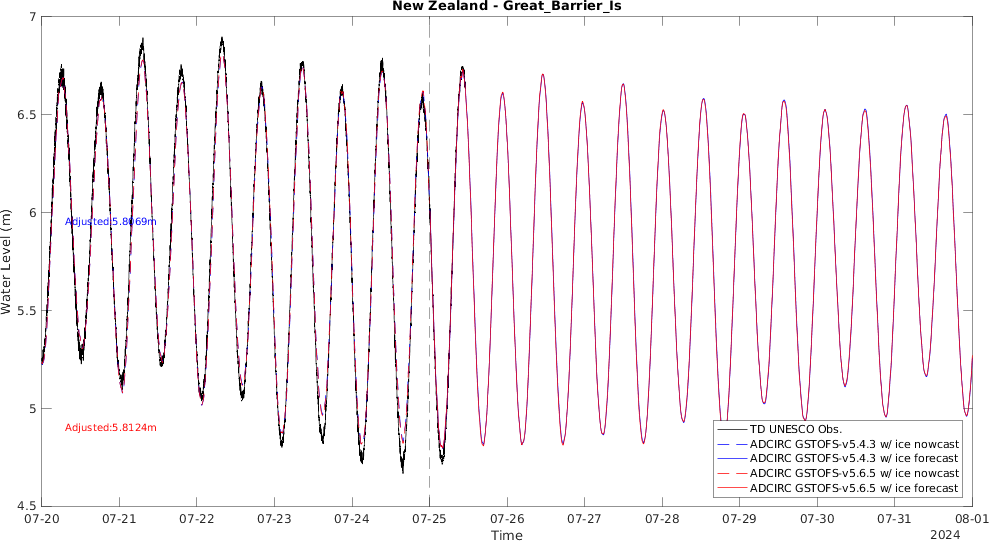 New Zealand - Great_Barrier_Is
7
6.5
6
5.5
5
4.5
Water Level (m)
Adjusted:5.8069m
Adjusted:5.8124m
TD UNESCO Obs.
ADCIRC GSTOFS-v5.4.3 w/ ice nowcast
ADCIRC GSTOFS-v5.4.3 w/ ice forecast
ADCIRC GSTOFS-v5.6.5 w/ ice nowcast
ADCIRC GSTOFS-v5.6.5 w/ ice forecast
07-20 07-21 07-22 07-23 07-24 07-25 07-26 07-27 07-28 07-29 07-30 07-31 08-01
Time
2024